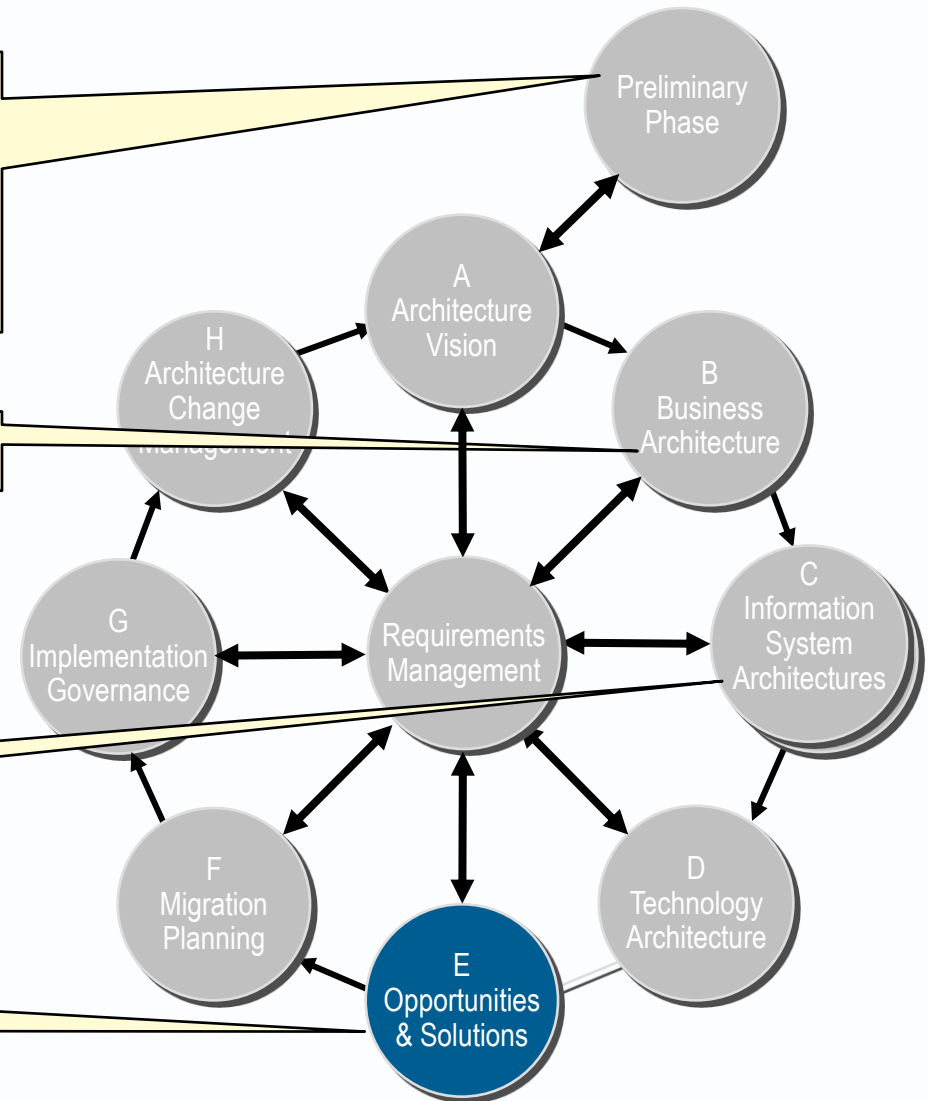 Preliminary
Phase
A
Architecture
Vision
H
Architecture
Change
Management
B
Business
Architecture
C
Information
System
Architectures
G
Implementation
Governance
Requirements
Management
F
Migration
Planning
D
Technology
Architecture
E
Opportunities
& Solutions